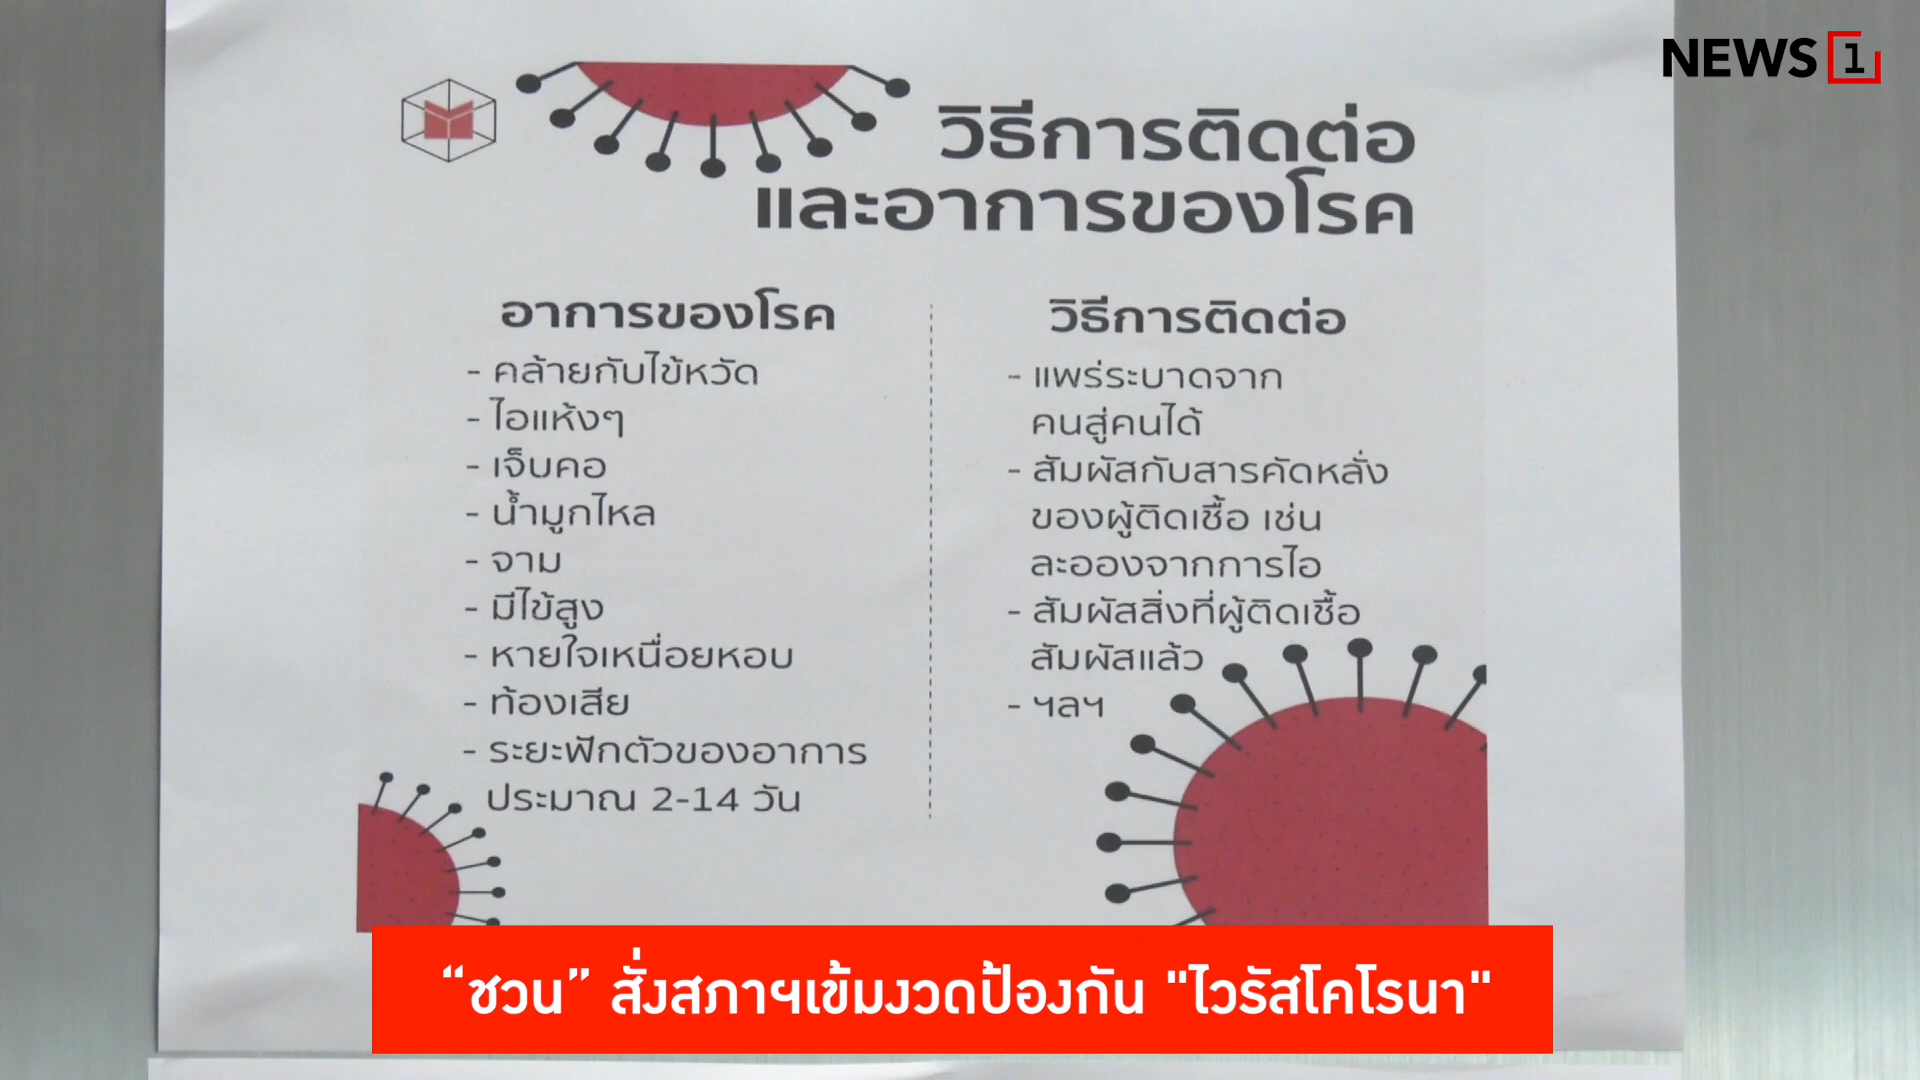 NEWS 1
วิธีการติดต่อ
และอาการของโรค
อาการของโรค
- คล้ายกับไข้หวัด
- ไอแห้งๆ
- เจ็บคอ
- น้ำมูกไหล
- จาม
- มีไข้สูง
- หายใจเหนื่อยหอบ
- ท้องเสีย
- ระยะฟักตัวของอาการ
ประมาณ 2-14 วัน
วิธีการติดต่อ
- แพร่ระบาดจาก
คนสู่คนได้
- สัมผัสกับสารคัดหลั่ง
ของผู้ติดเชื้อ เช่น
ละอองจากการไอ
- สัมผัสสิ่งที่ผู้ติดเชื้อ
สัมผัสแล้ว
- ฯลฯ
“ชวน” สั่งสภาฯเข้มงวดป้องกัน "ไวรัสโคโรนา"